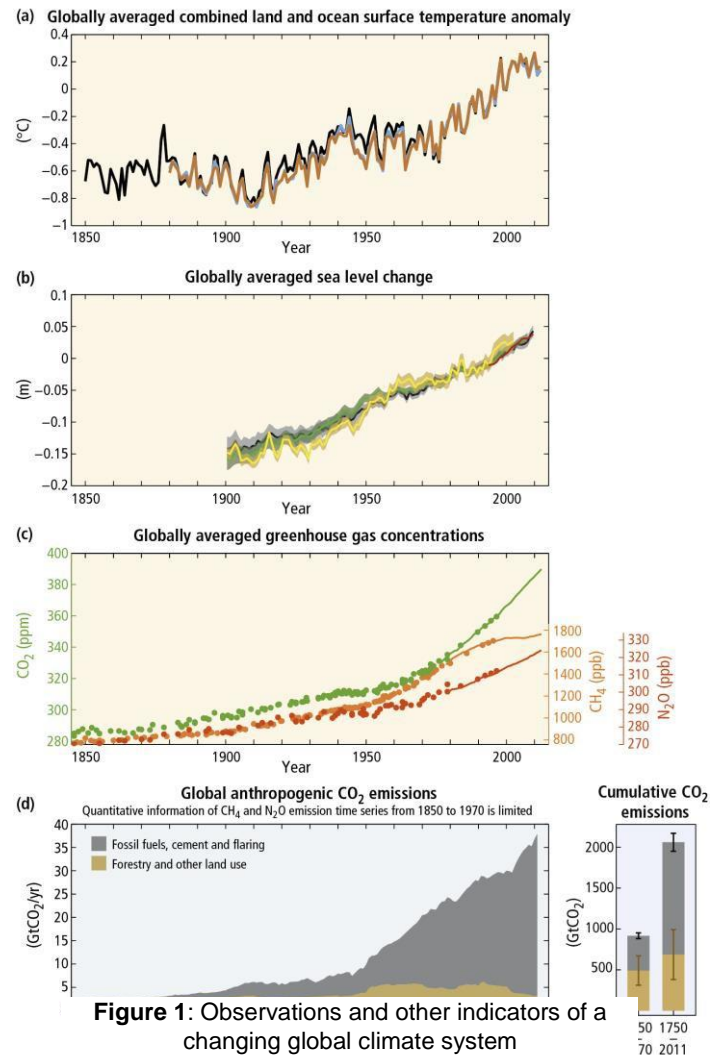 (a) Globally averaged combined land and ocean surface temperature anomaly
0.4
0.2
0
−0.2
−0.4
−0.6
−0.8
−1
(°C)
1850 1900 1950 2000
Year
(b) Globally averaged sea level change
0.1
0.05
0
−0.05
−0.1
−0.15
−0.2
(m)
1850 1900 1950 2000
Year
(c) Globally averaged greenhouse gas concentrations
400
380
360
340
320
300
280
CO2 (ppm)
1800
1600
1400
1200
1000
800
CH4 (ppb)
330
320
310
300
290
280
270
N2O (ppb)
1850 1900 1950 2000
Year
(d) Global anthropogenic CO2 emissions
Quantitative information of CH4 and N2O emission time series from 1850 to 1970 is limited
40
35
30
25
20
15
10
5
(GtCO2/yr)
Fossil fuels, cement and flaring
Forestry and other land use
Cumulative CO2
emissions
2000
1500
1000
500
(GtCO2)
50 1750
– –
70 2011
Figure 1: Observations and other indicators of a
changing global climate system